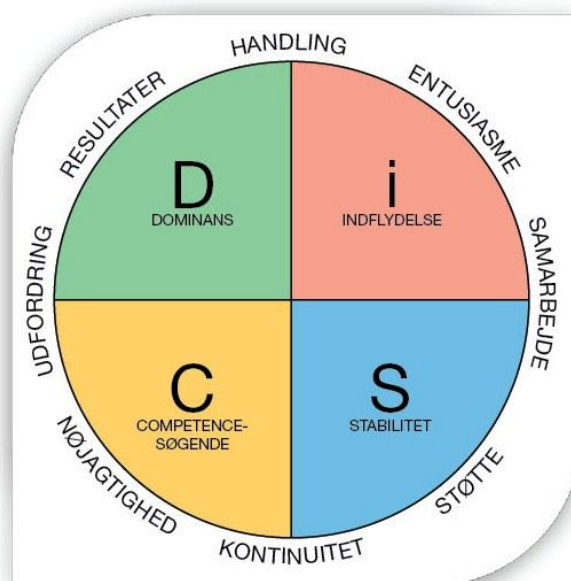 HANDLING
ENTUSIASME
SAMARBEJDE
STØTTE
KONTINUITET
NØJAGTIGHED
UDFORDRING
RESULTATER
D
DOMINANS
i
INDFLYDELSE
C
COMPETENCE-
SØGENDE
S
STABILITET